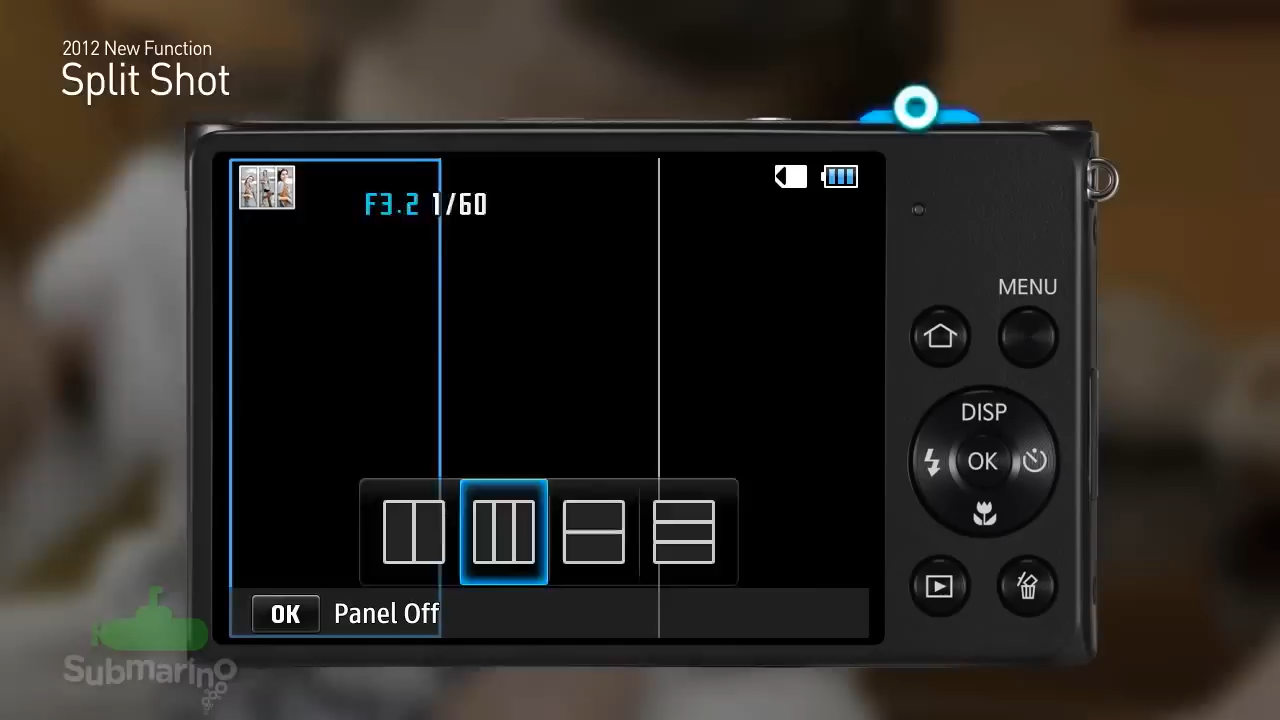 2012 New Function
Split Shot
F3.2 1/60
MENU
DISP
OK
OK Panel Off
Submarino